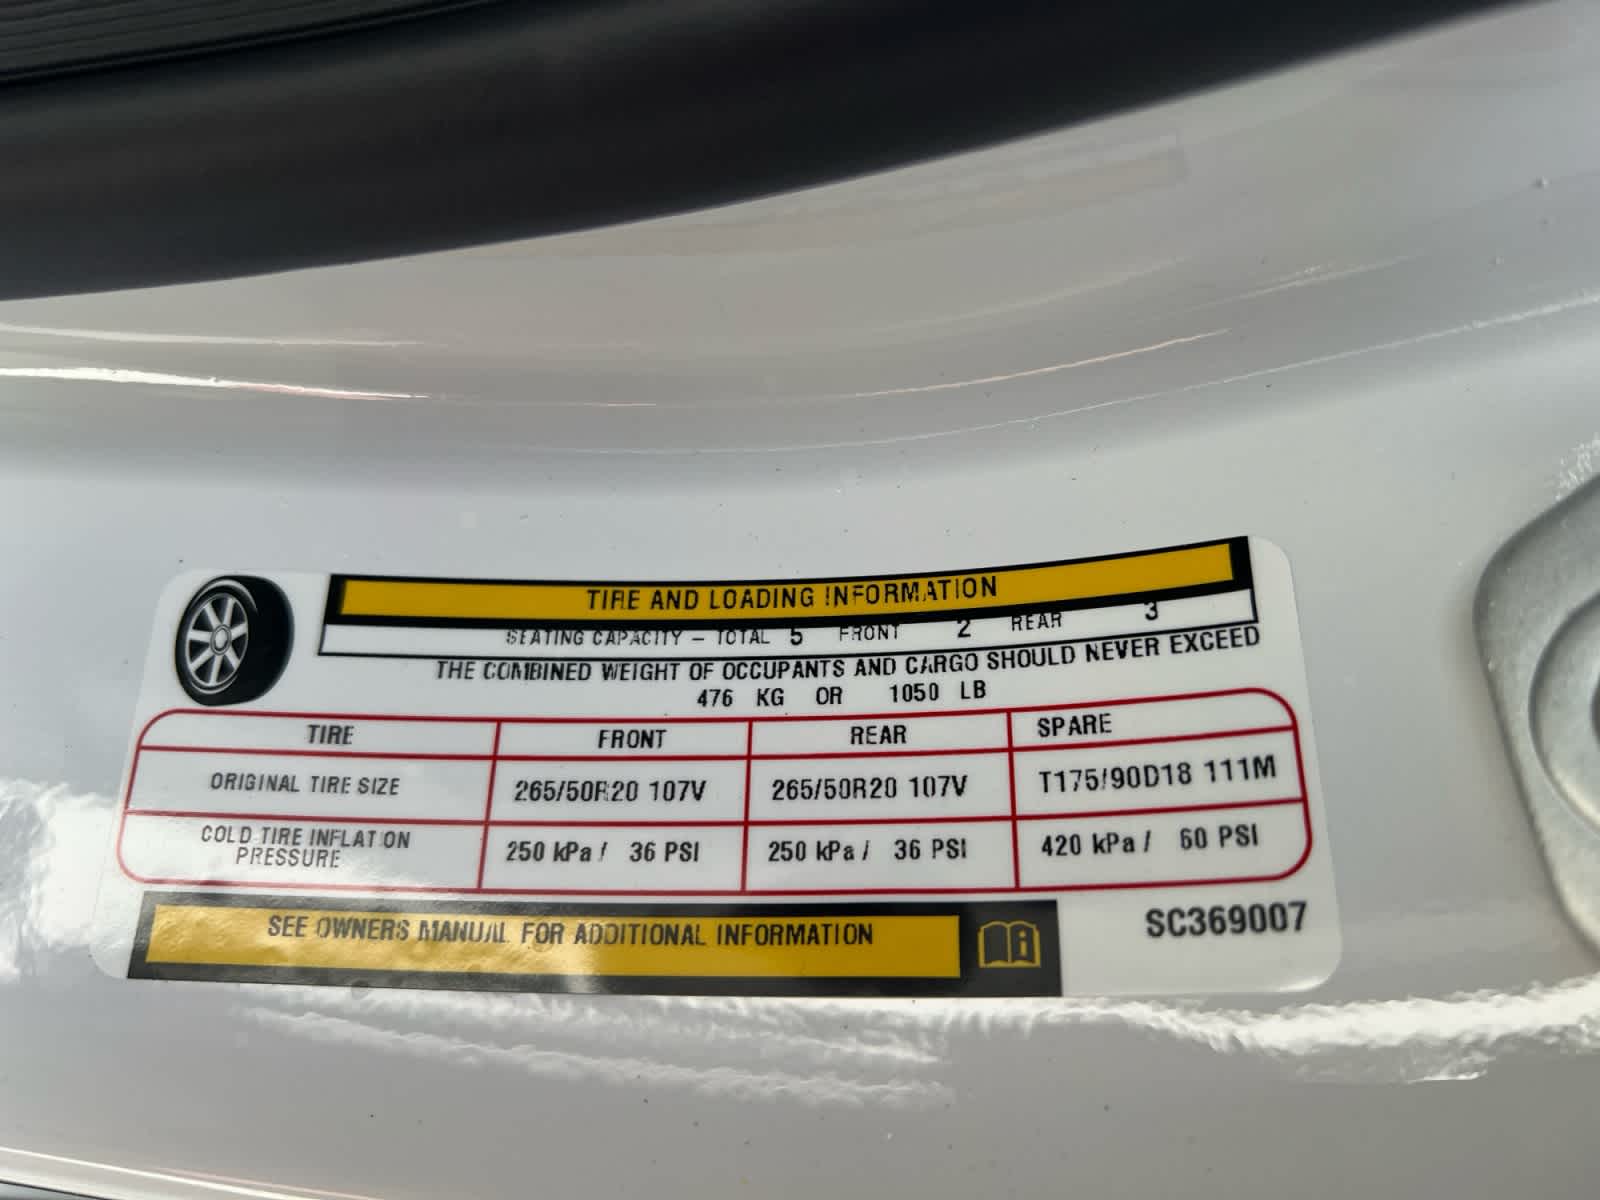 TIRE AND LOADING INFORMATION
SEATING CAPACITY – TOTAL 5 FRONT 2 REAR 3
THE COMBINED WEIGHT OF OCCUPANTS AND CARGO SHOULD NEVER EXCEED
476 KG OR 1050 LB
TIRE FRONT REAR SPARE
ORIGINAL TIRE SIZE 265/50R20 107V 265/50R20 107V T175/90D18 111M
COLD TIRE INFLATION
PRESSURE 250 kPa / 36 PSI 250 kPa / 36 PSI 420 kPa / 60 PSI
SEE OWNERS MANUAL FOR ADDITIONAL INFORMATION
SC369007